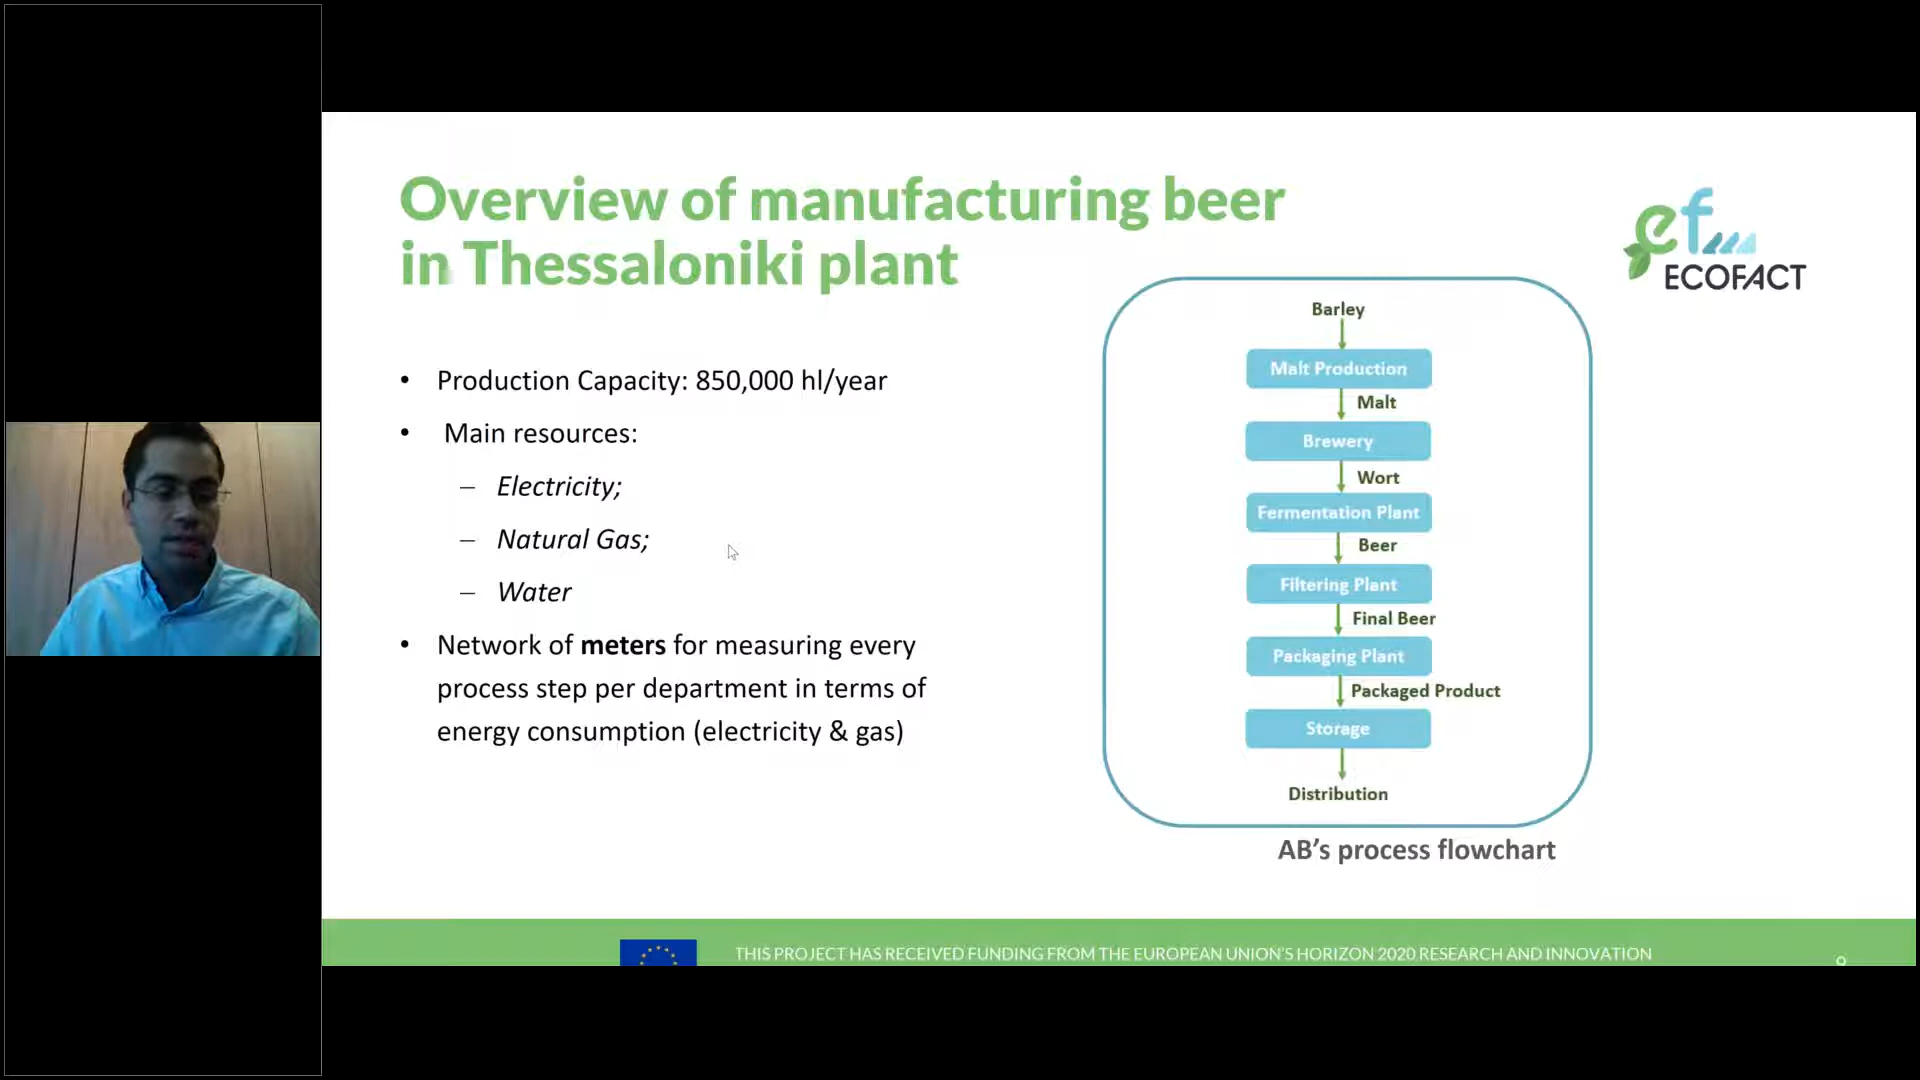 Overview of manufacturing beer
in Thessaloniki plant
ef
ECOFACT
• Production Capacity: 850,000 hl/year
• Main resources:
– Electricity;
– Natural Gas;
– Water
• Network of meters for measuring every
process step per department in terms of
energy consumption (electricity & gas)
Barley
Malt Production
Malt
Brewery
Wort
Fermentation Plant
Beer
Filtering Plant
Final Beer
Packaging Plant
Packaged Product
Storage
Distribution
AB’s process flowchart
THIS PROJECT HAS RECEIVED FUNDING FROM THE EUROPEAN UNION’S HORIZON 2020 RESEARCH AND INNOVATION